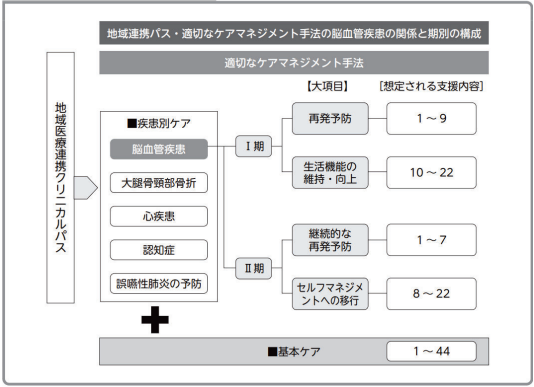 地域連携パス・適切なケアマネジメント手法の脳血管疾患の関係と期別の構成
適切なケアマネジメント手法
【大項目】
[想定される支援内容]
地域医療連携クリニカルパス
■疾患別ケア
脳血管疾患
大腿骨頸部骨折
心疾患
認知症
誤嚥性肺炎の予防
Ⅰ期
再発予防
1～9
生活機能の
維持・向上
10～22
Ⅱ期
継続的な
再発予防
1～7
セルフマネジメ
ントへの移行
8～22
■基本ケア
1～44